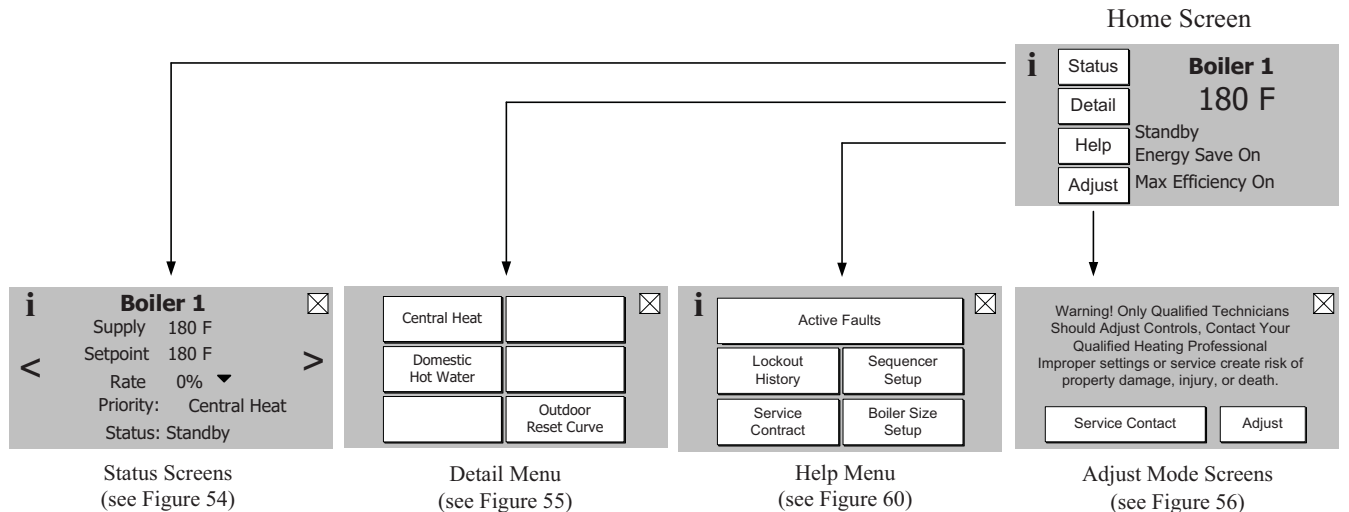 Home Screen
i
Status
Detail
Help
Adjust
Boiler 1
180 F
Standby
Energy Save On
Max Efficiency On
i
Boiler 1
Supply 180 F
Setpoint 180 F
< >
Rate 0%
Priority: Central Heat
Status: Standby
Status Screens
(see Figure 54)
Central Heat
Domestic
Hot Water
Outdoor
Reset Curve
Detail Menu
(see Figure 55)
i
Active Faults
Lockout
History
Sequencer
Setup
Service
Contract
Boiler Size
Setup
Help Menu
(see Figure 60)
Warning! Only Qualified Technicians
Should Adjust Controls, Contact Your
Qualified Heating Professional
Improper settings or service create risk of
property damage, injury, or death.
Service Contact
Adjust
Adjust Mode Screens
(see Figure 56)